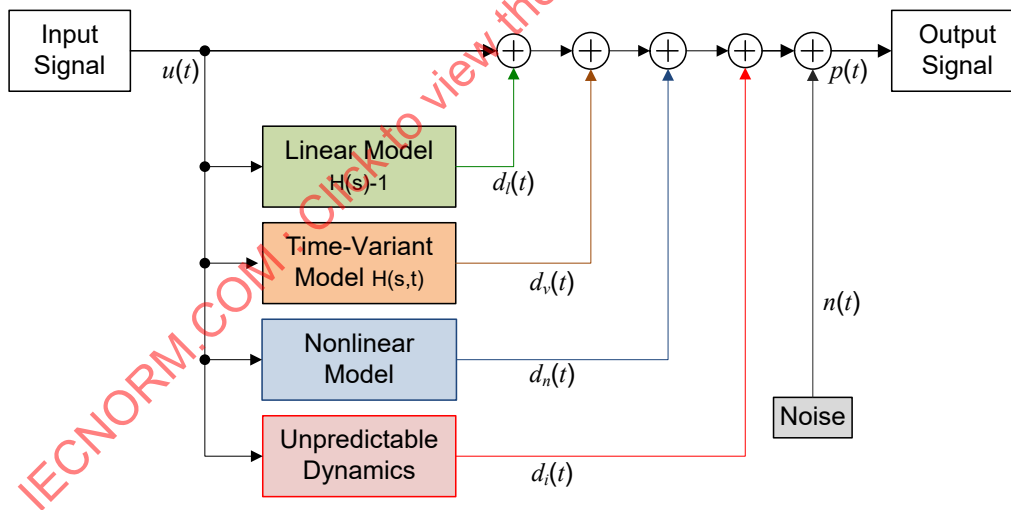 Input
Signal
u(t)
p(t)
Output
Signal
Linear Model
H(s)-1
d_l(t)
Time-Variant
Model H(s,t)
d_v(t)
n(t)
Nonlinear
Model
d_n(t)
Noise
Unpredictable
Dynamics
d_i(t)
IECNORM.COM : Click to view the